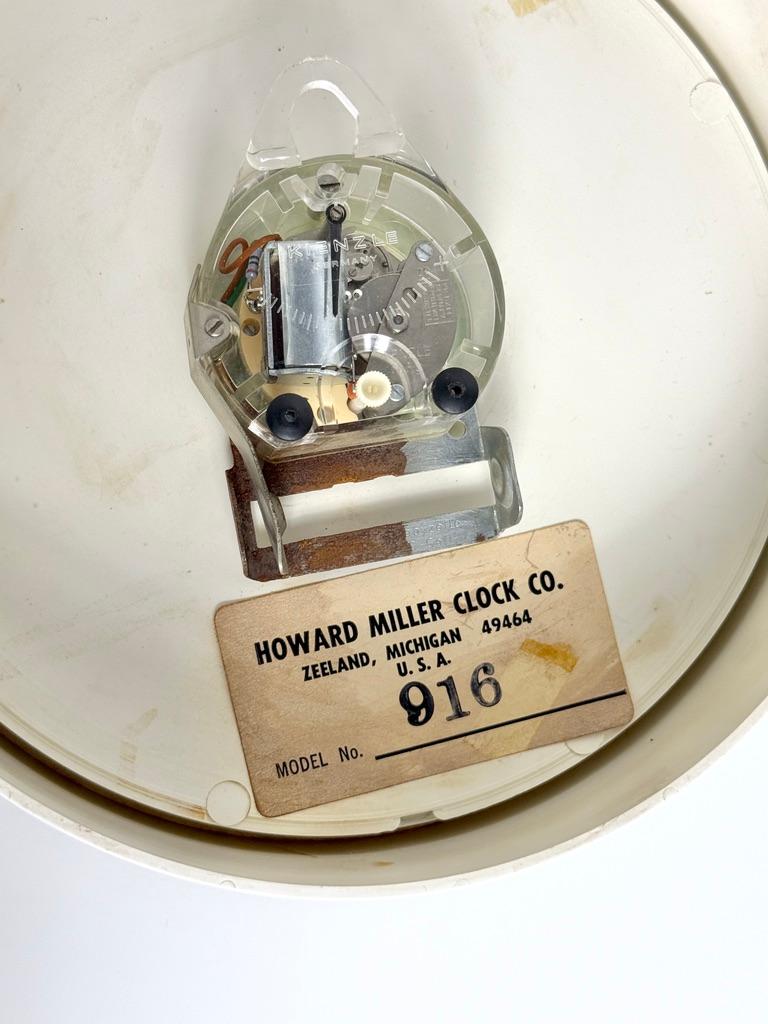 KIENZLE
GERMANY
HOWARD MILLER CLOCK CO.
ZEELAND, MICHIGAN 49464
U. S. A.
916
MODEL No.